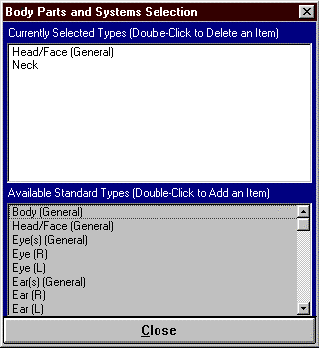 Body Parts and Systems Selection
Currently Selected Types (Doube-Click to Delete an Item)
Head/Face (General)
Neck
Available Standard Types (Double-Click to Add an Item)
Body (General)
Head/Face (General)
Eye(s) (General)
Eye (R)
Eye (L)
Ear(s) (General)
Ear (R)
Ear (L)
Close